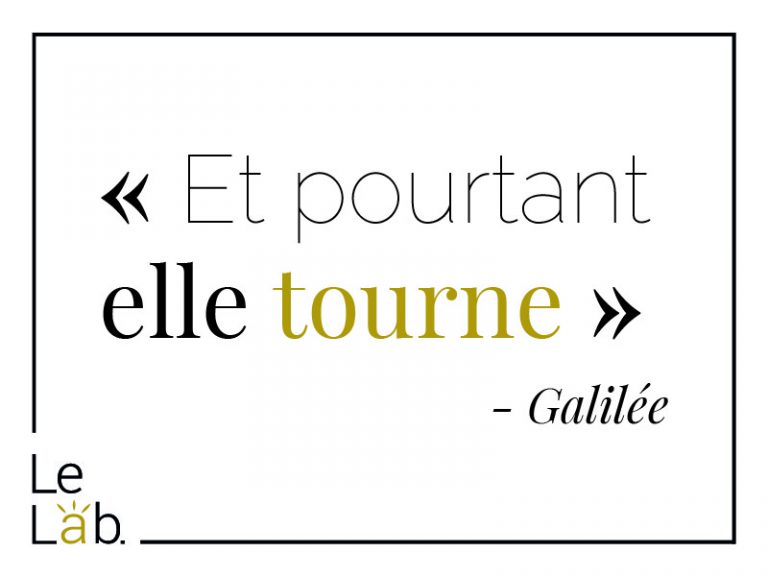 « Et pourtant
elle tourne »
- Galilée
Le
Lab.